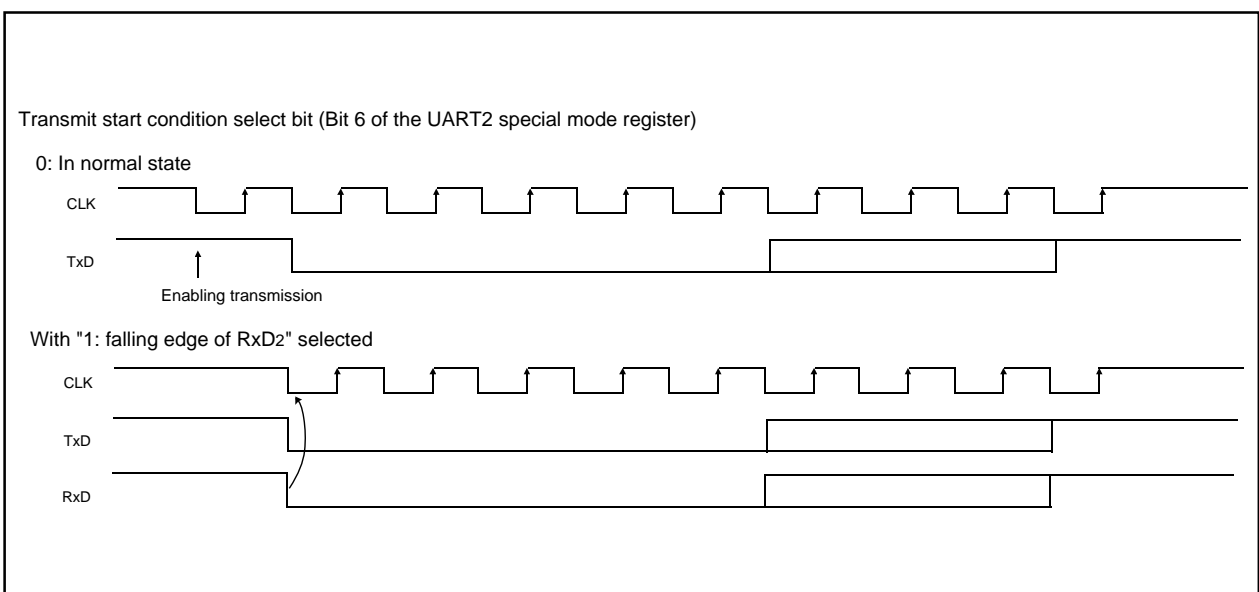 Transmit start condition select bit (Bit 6 of the UART2 special mode register)
0: In normal state
CLK
TxD
Enabling transmission
With "1: falling edge of RxD2" selected
CLK
TxD
RxD